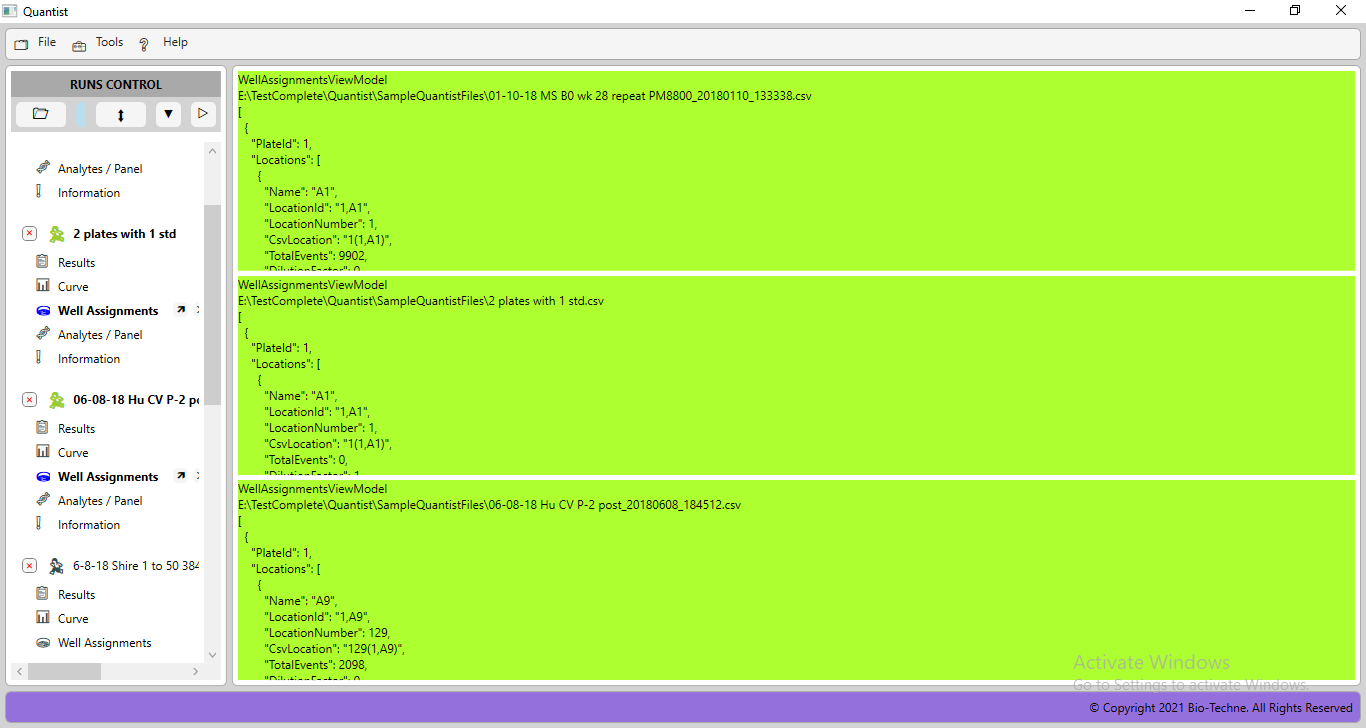 Quantist
File Tools Help
RUNS CONTROL
Analytes / Panel
Information
2 plates with 1 std
Results
Curve
Well Assignments
Analytes / Panel
Information
06-08-18 Hu CV P-2 po
Results
Curve
Well Assignments
Analytes / Panel
Information
6-8-18 Shire 1 to 50 384
Results
Curve
Well Assignments
WellAssignmentsViewModel
E:\TestComplete\Quantist\SampleQuantistFiles\01-10-18 MS B0 wk 28 repeat PM8800_20180110_133338.csv
[
{
"PlateId": 1,
"Locations": [
{
"Name": "A1",
"LocationId": "1,A1",
"LocationNumber": 1,
"CsvLocation": "1(1,A1)",
"TotalEvents": 9902,
"DilutionFactor": 0
WellAssignmentsViewModel
E:\TestComplete\Quantist\SampleQuantistFiles\2 plates with 1 std.csv
[
{
"PlateId": 1,
"Locations": [
{
"Name": "A1",
"LocationId": "1,A1",
"LocationNumber": 1,
"CsvLocation": "1(1,A1)",
"TotalEvents": 0,
"DilutionFactor": 1
WellAssignmentsViewModel
E:\TestComplete\Quantist\SampleQuantistFiles\06-08-18 Hu CV P-2 post_20180608_184512.csv
[
{
"PlateId": 1,
"Locations": [
{
"Name": "A9",
"LocationId": "1,A9",
"LocationNumber": 129,
"CsvLocation": "129(1,A9)",
"TotalEvents": 2098,
"DilutionFactor": 0
Activate Windows
Go to Settings to activate Windows.
© Copyright 2021 Bio-Techne. All Rights Reserved